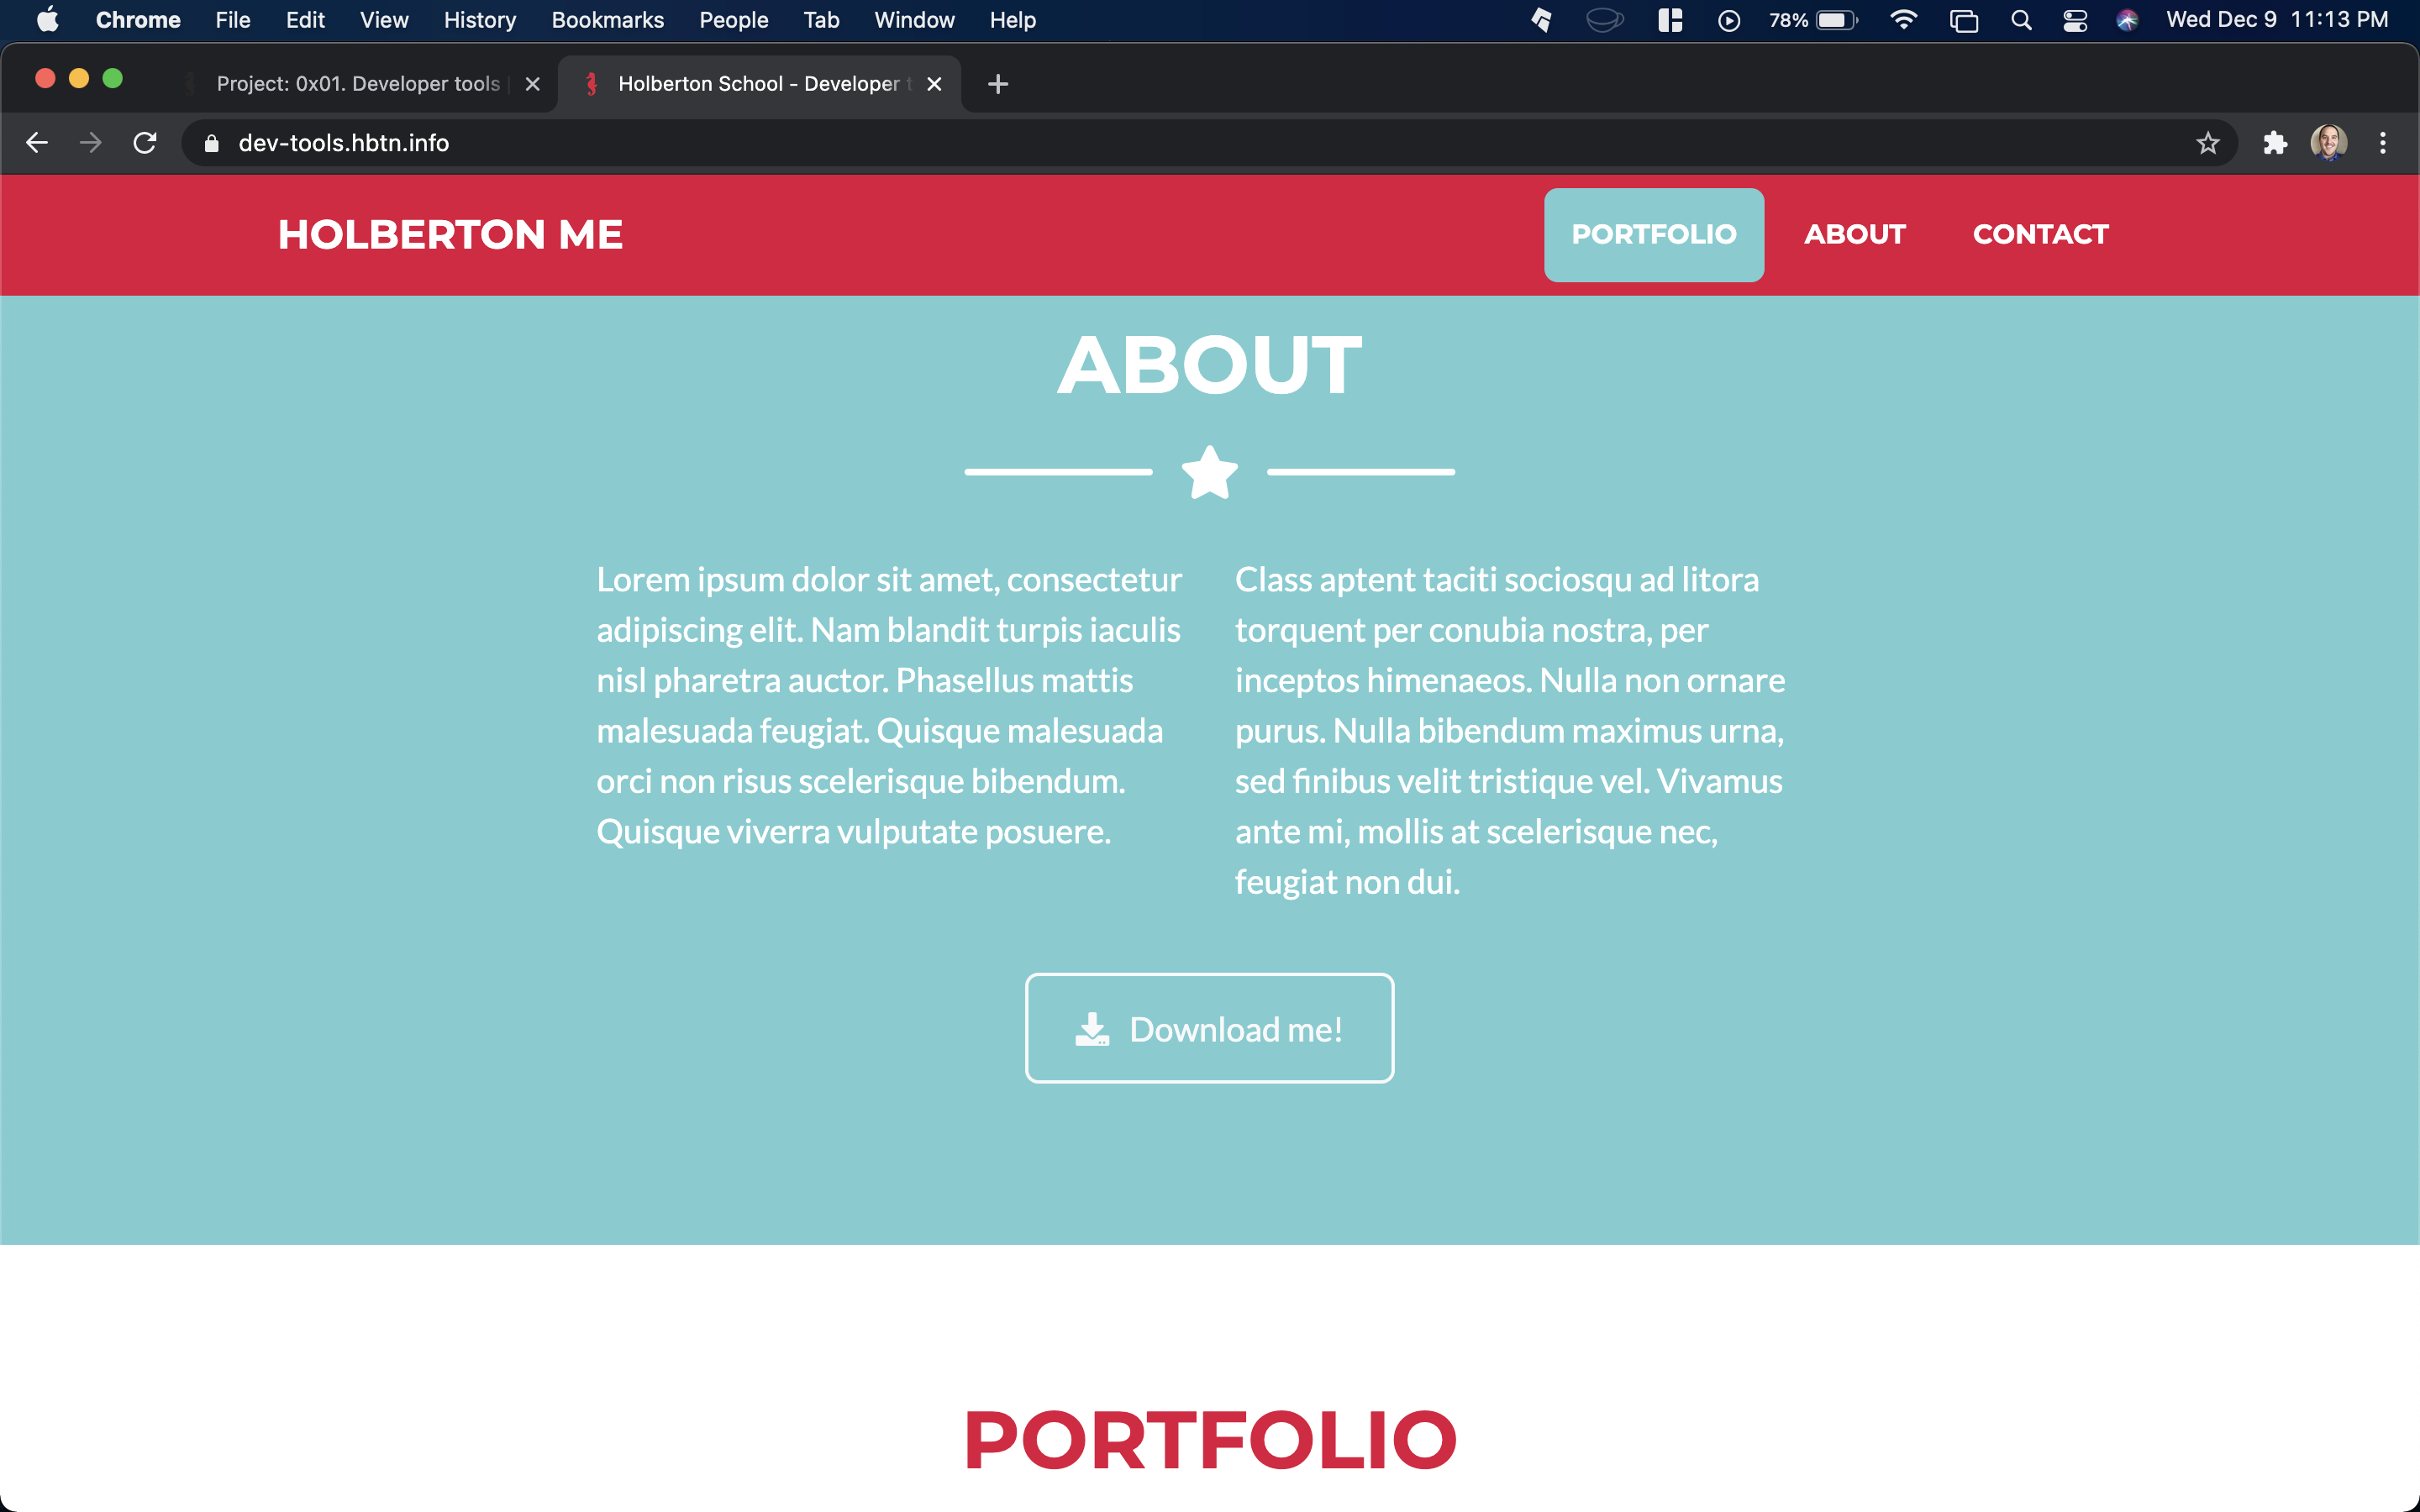 Chrome File Edit View History Bookmarks People Tab Window Help 78% Wed Dec 9 11:13 PM
Project: 0x01. Developer tools | Holberton School - Developer t
dev-tools.hbtn.info
HOLBERTON ME PORTFOLIO ABOUT CONTACT
ABOUT
Lorem ipsum dolor sit amet, consectetur
adipiscing elit. Nam blandit turpis iaculis
nisl pharetra auctor. Phasellus mattis
malesuada feugiat. Quisque malesuada
orci non risus scelerisque bibendum.
Quisque viverra vulputate posuere.
Class aptent taciti sociosqu ad litora
torquent per conubia nostra, per
inceptos himenaeos. Nulla non ornare
purus. Nulla bibendum maximus urna,
sed finibus velit tristique vel. Vivamus
ante mi, mollis at scelerisque nec,
feugiat non dui.
Download me!
PORTFOLIO